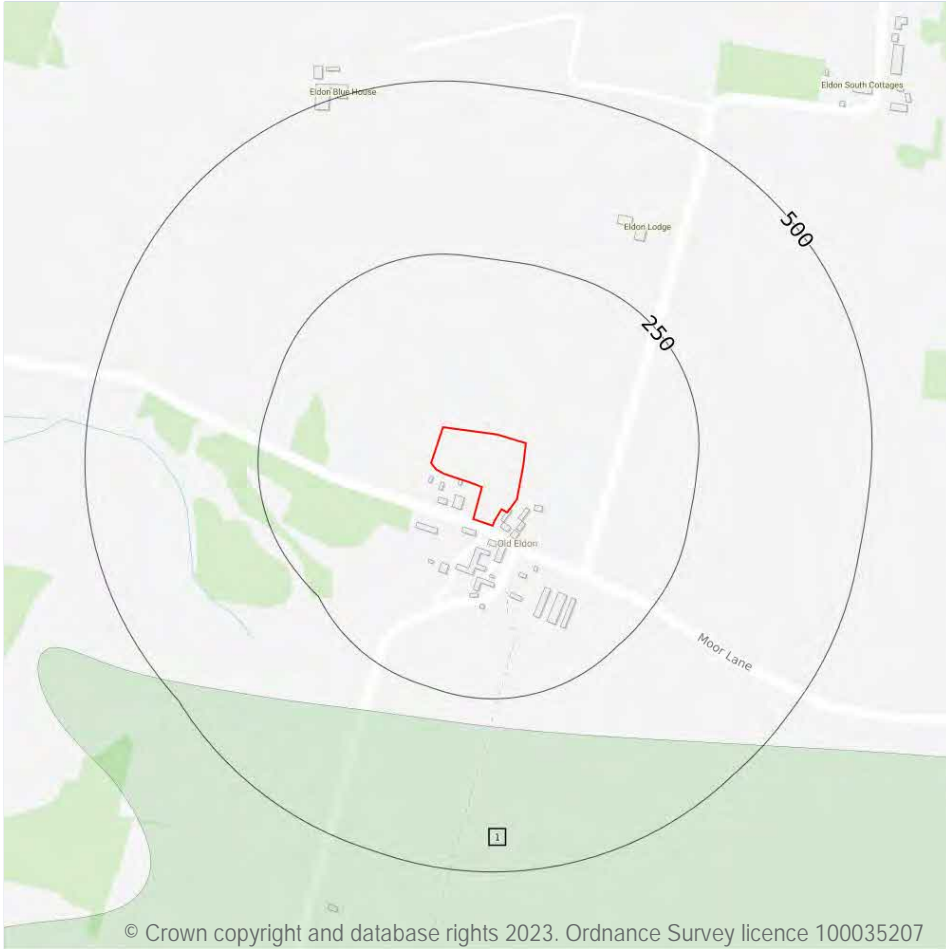 Eldon Blue House
Eldon South Cottages
500
Eldon Lodge
250
Old Eldon
Moor Lane
1
© Crown copyright and database rights 2023. Ordnance Survey licence 100035207